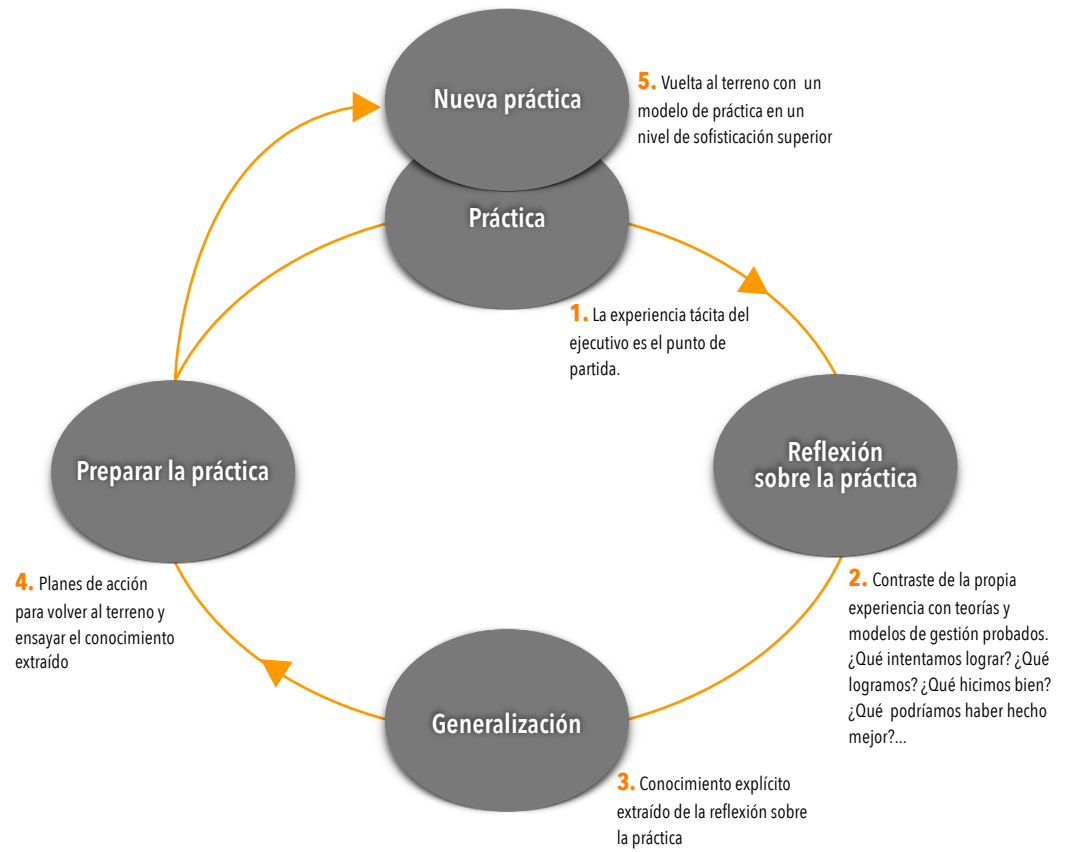 Nueva práctica
5. Vuelta al terreno con un
modelo de práctica en un
nivel de sofisticación superior
Práctica
1. La experiencia tácita del
ejecutivo es el punto de
partida.
Reflexión
sobre la práctica
2. Contraste de la propia
experiencia con teorías y
modelos de gestión probados.
¿Qué intentamos lograr? ¿Qué
logramos? ¿Qué hicimos bien?
¿Qué podríamos haber hecho
mejor?...
Generalización
3. Conocimiento explícito
extraído de la reflexión sobre
la práctica
Preparar la práctica
4. Planes de acción
para volver al terreno y
ensayar el conocimiento
extraído